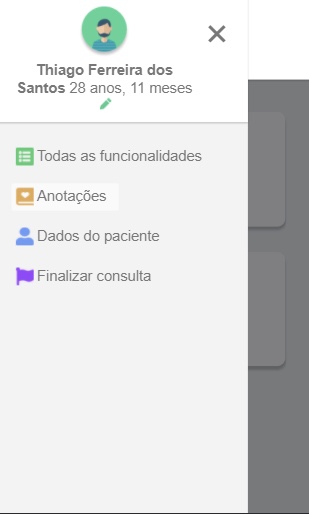 Thiago Ferreira dos
Santos 28 anos, 11 meses
Todas as funcionalidades
Anotações
Dados do paciente
Finalizar consulta